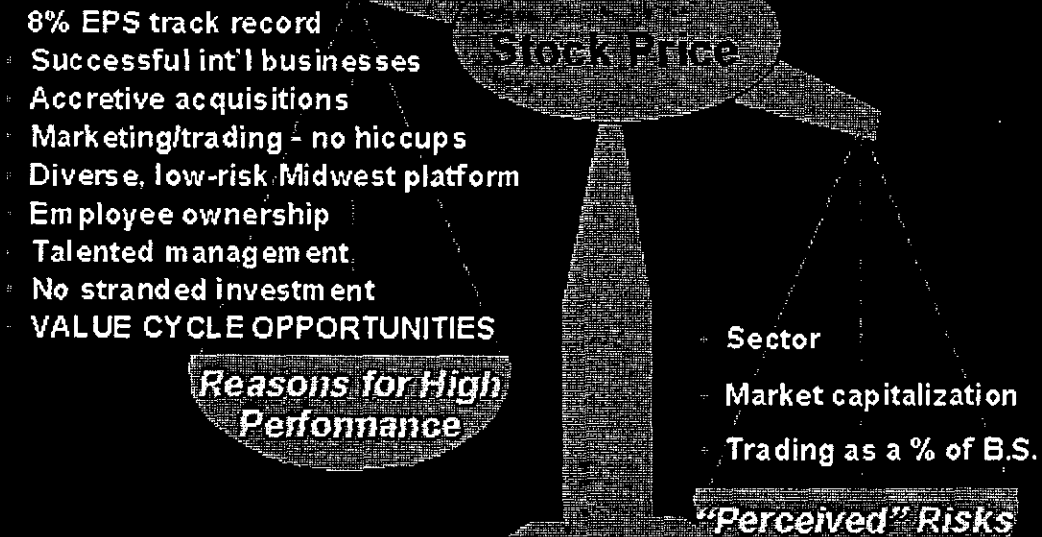 Stock Price
8% EPS track record
Successful int'l businesses
Accretive acquisitions
Marketing/trading - no hiccups
Diverse, low-risk Midwest platform
Employee ownership
Talented management
No stranded investment
VALUE CYCLE OPPORTUNITIES
Reasons for High
Performance
Sector
Market capitalization
Trading as a % of B.S.
"Perceived" Risks